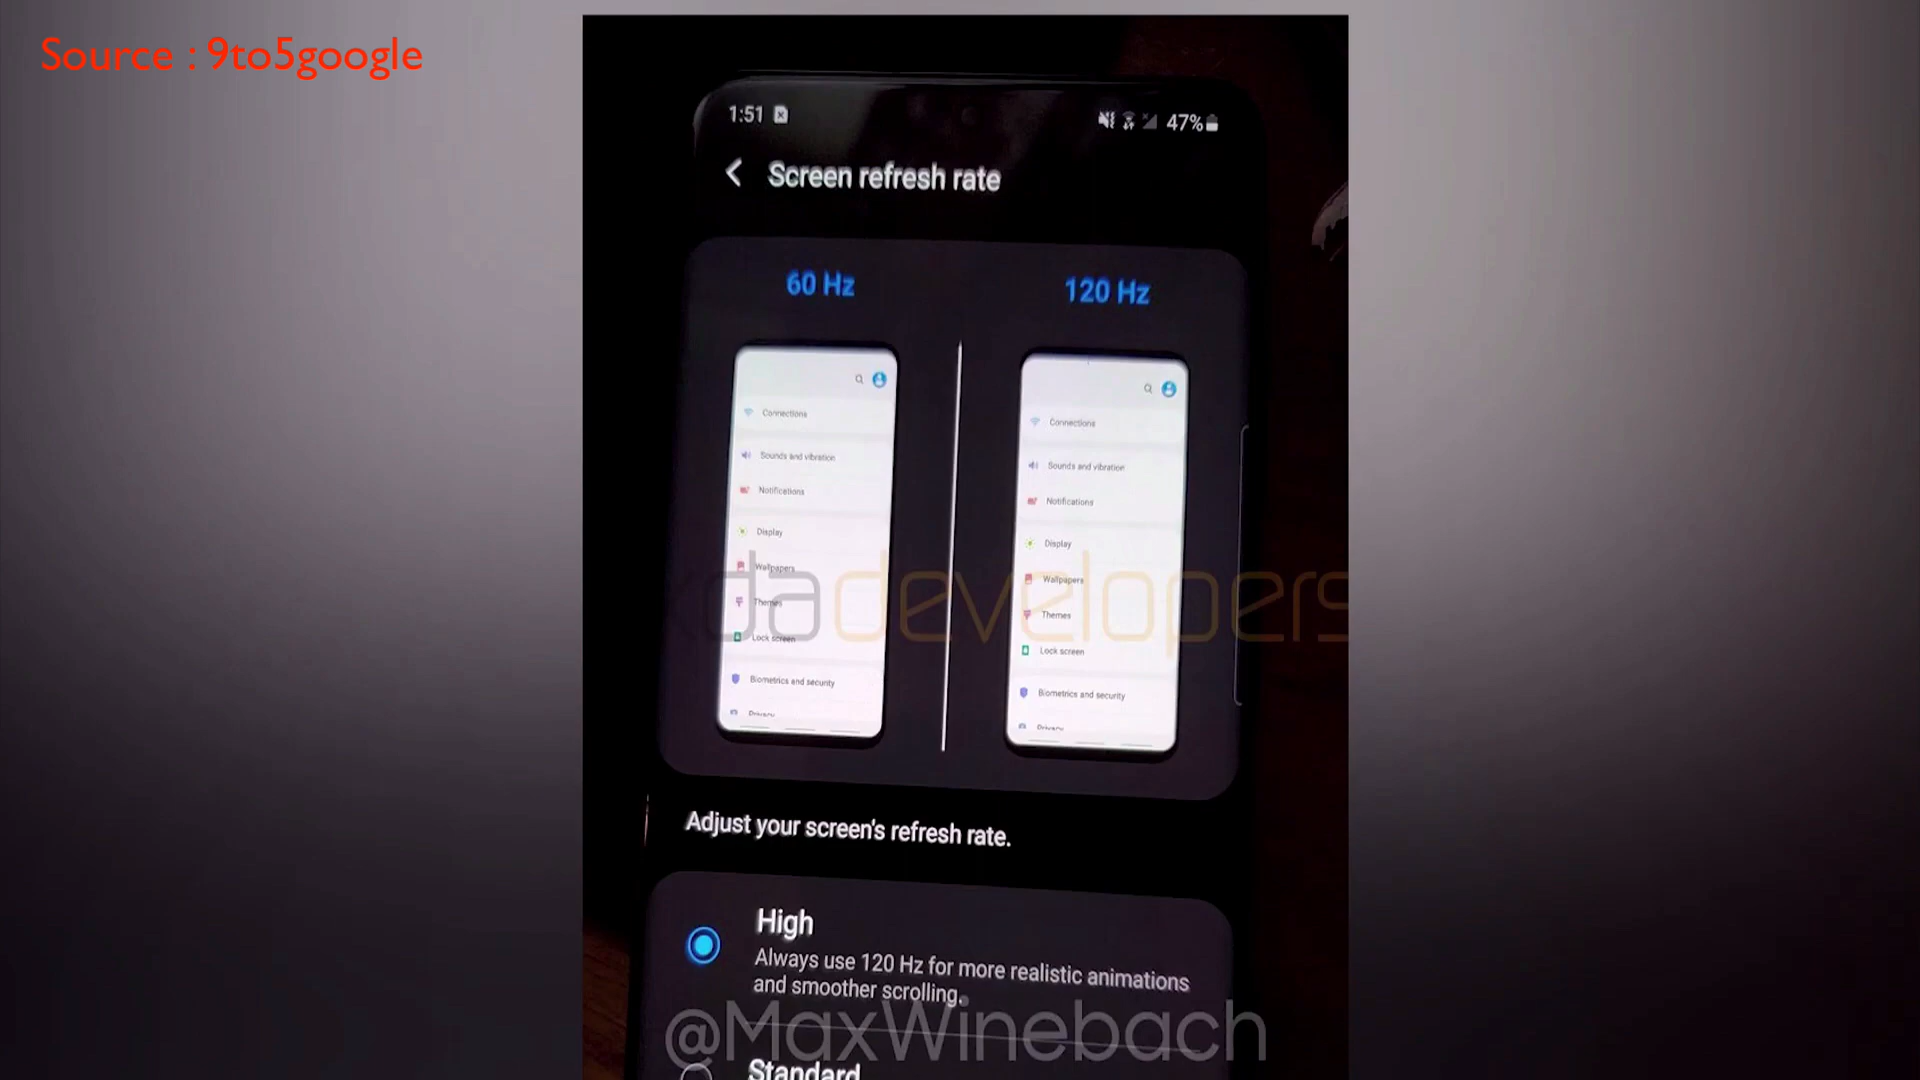 Source : 9to5google
1:51
47%
Screen refresh rate
60 Hz
120 Hz
Connections
Sounds and vibration
Notifications
Display
Wallpapers
Themes
Lock screen
Biometrics and security
Privacy
Connections
Sounds and vibration
Notifications
Display
Wallpapers
Themes
Lock screen
Biometrics and security
Privacy
xdadevelopers
Adjust your screen's refresh rate.
High
Always use 120 Hz for more realistic animations
and smoother scrolling.
@MaxWinebach
Standard